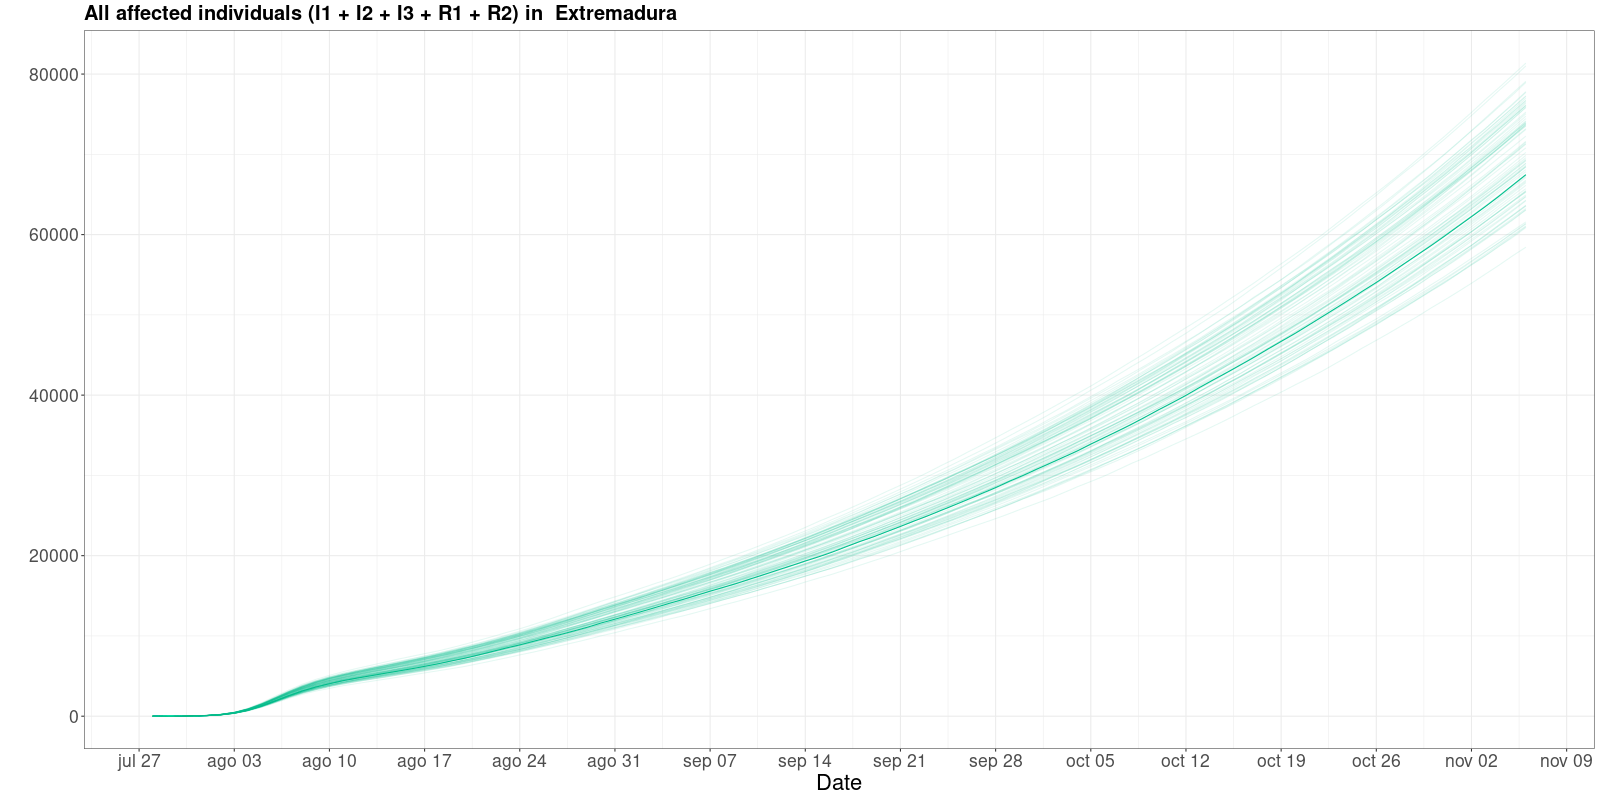 All affected individuals (I1 + I2 + I3 + R1 + R2) in  Extremadura
80000
60000
40000
20000
0
jul 27 ago 03 ago 10 ago 17 ago 24 ago 31 sep 07 sep 14 sep 21 sep 28 oct 05 oct 12 oct 19 oct 26 nov 02 nov 09
Date